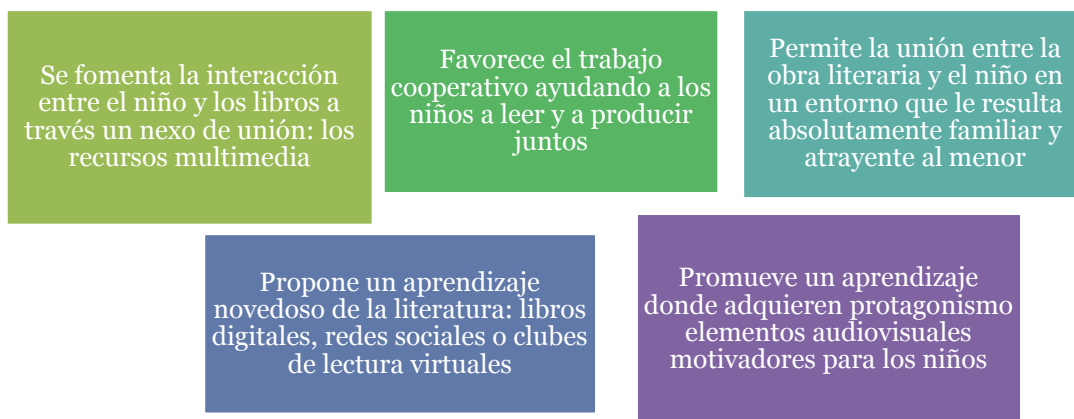 Se fomenta la interacción
entre el niño y los libros a
través un nexo de unión: los
recursos multimedia
Favorece el trabajo
cooperativo ayudando a los
niños a leer y a producir
juntos
Permite la unión entre la
obra literaria y el niño en
un entorno que le resulta
absolutamente familiar y
atrayente al menor
Propone un aprendizaje
novedoso de la literatura: libros
digitales, redes sociales o clubes
de lectura virtuales
Promueve un aprendizaje
donde adquieren protagonismo
elementos audiovisuales
motivadores para los niños